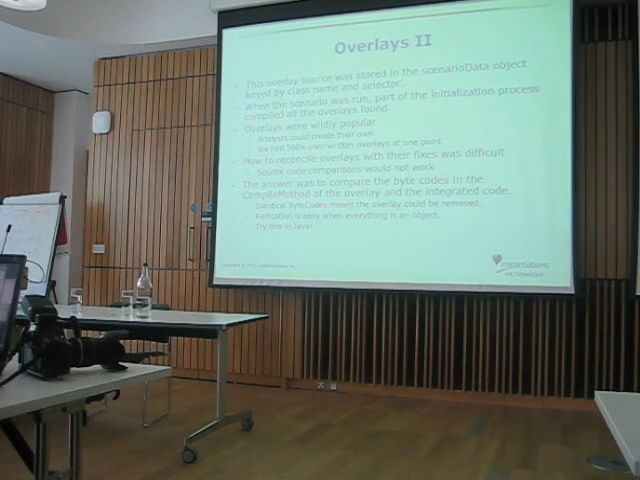 Overlays II
This overlay source was stored in the scenarioData object
keyed by class name and selector.
When the scenario was run, part of the initialization process
compiled all the overlays found.
Overlays were wildly popular
Analysts could create their own
We had 500+ user-written overlays at one point
How to reconcile overlays with their fixes was difficult
Source code comparisons would not work
The answer was to compare the byte codes in the
CompileMethod of the overlay and the integrated code.
Identical byteCodes meant the overlay could be removed.
Reification is easy when everything is an object.
Try this in Java!
instantiations